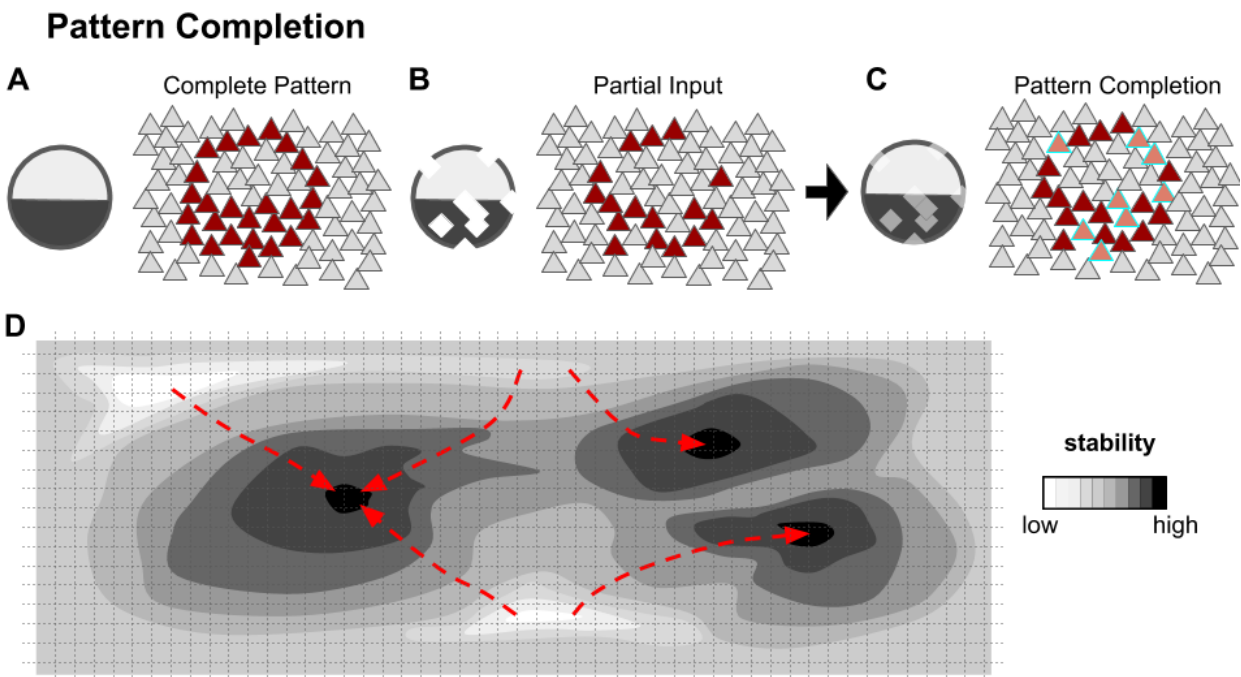 Pattern Completion
A
Complete Pattern
B
Partial Input
C
Pattern Completion
D
stability
low
high